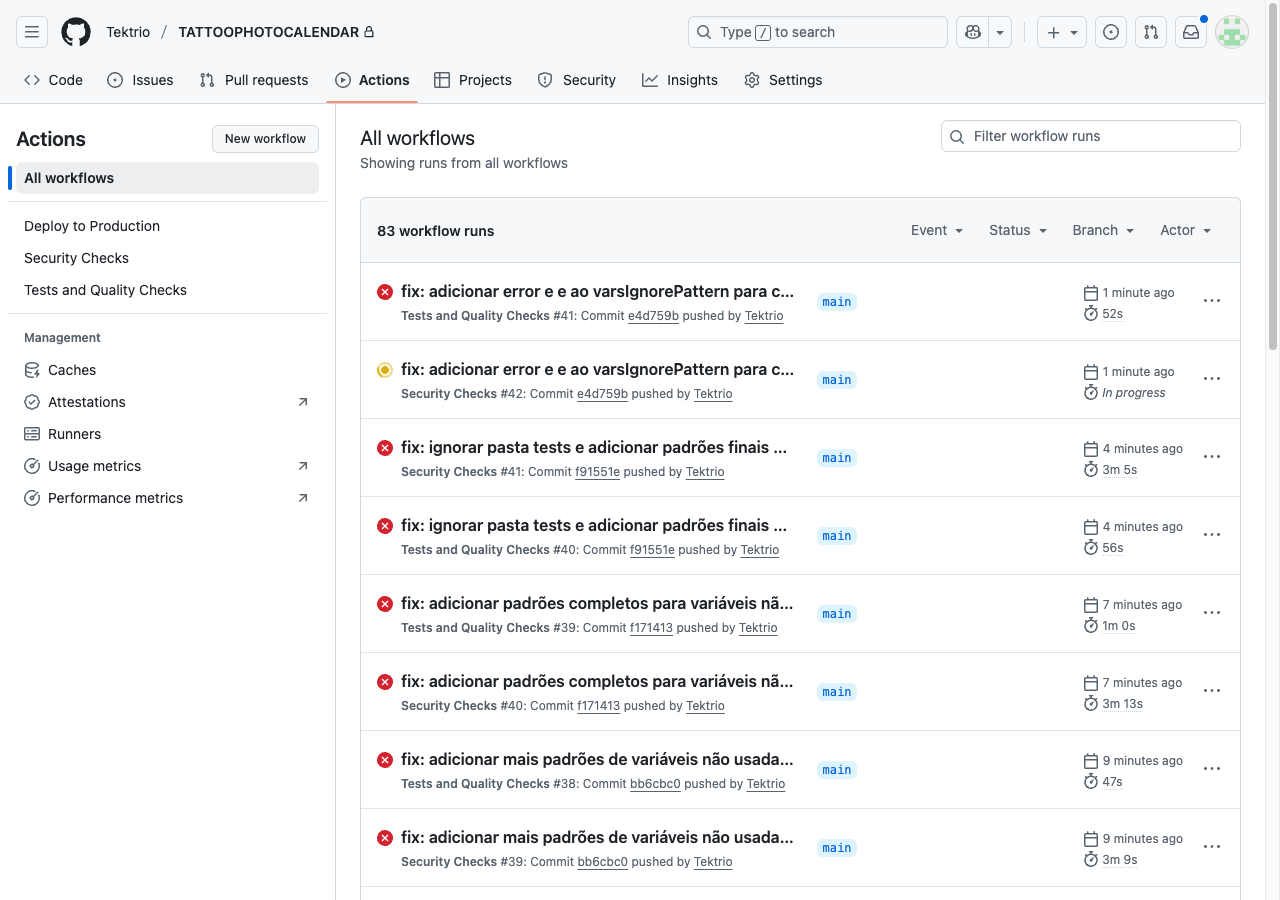 Tektrio / TATTOOPHOTOCALENDAR
Type / to search
Code
Issues
Pull requests
Actions
Projects
Security
Insights
Settings
Actions
New workflow
All workflows
Deploy to Production
Security Checks
Tests and Quality Checks
Management
Caches
Attestations
Runners
Usage metrics
Performance metrics
All workflows
Showing runs from all workflows
Filter workflow runs
83 workflow runs
Event
Status
Branch
Actor
fix: adicionar error e e ao varsIgnorePattern para c...
Tests and Quality Checks #41: Commit e4d759b pushed by Tektrio
main
1 minute ago
52s
fix: adicionar error e e ao varsIgnorePattern para c...
Security Checks #42: Commit e4d759b pushed by Tektrio
main
1 minute ago
In progress
fix: ignorar pasta tests e adicionar padrões finais ...
Security Checks #41: Commit f91551e pushed by Tektrio
main
4 minutes ago
3m 5s
fix: ignorar pasta tests e adicionar padrões finais ...
Tests and Quality Checks #40: Commit f91551e pushed by Tektrio
main
4 minutes ago
56s
fix: adicionar padrões completos para variáveis nã...
Tests and Quality Checks #39: Commit f171413 pushed by Tektrio
main
7 minutes ago
1m 0s
fix: adicionar padrões completos para variáveis nã...
Security Checks #40: Commit f171413 pushed by Tektrio
main
7 minutes ago
3m 13s
fix: adicionar mais padrões de variáveis não usada...
Tests and Quality Checks #38: Commit bb6cbc0 pushed by Tektrio
main
9 minutes ago
47s
fix: adicionar mais padrões de variáveis não usada...
Security Checks #39: Commit bb6cbc0 pushed by Tektrio
main
9 minutes ago
3m 9s